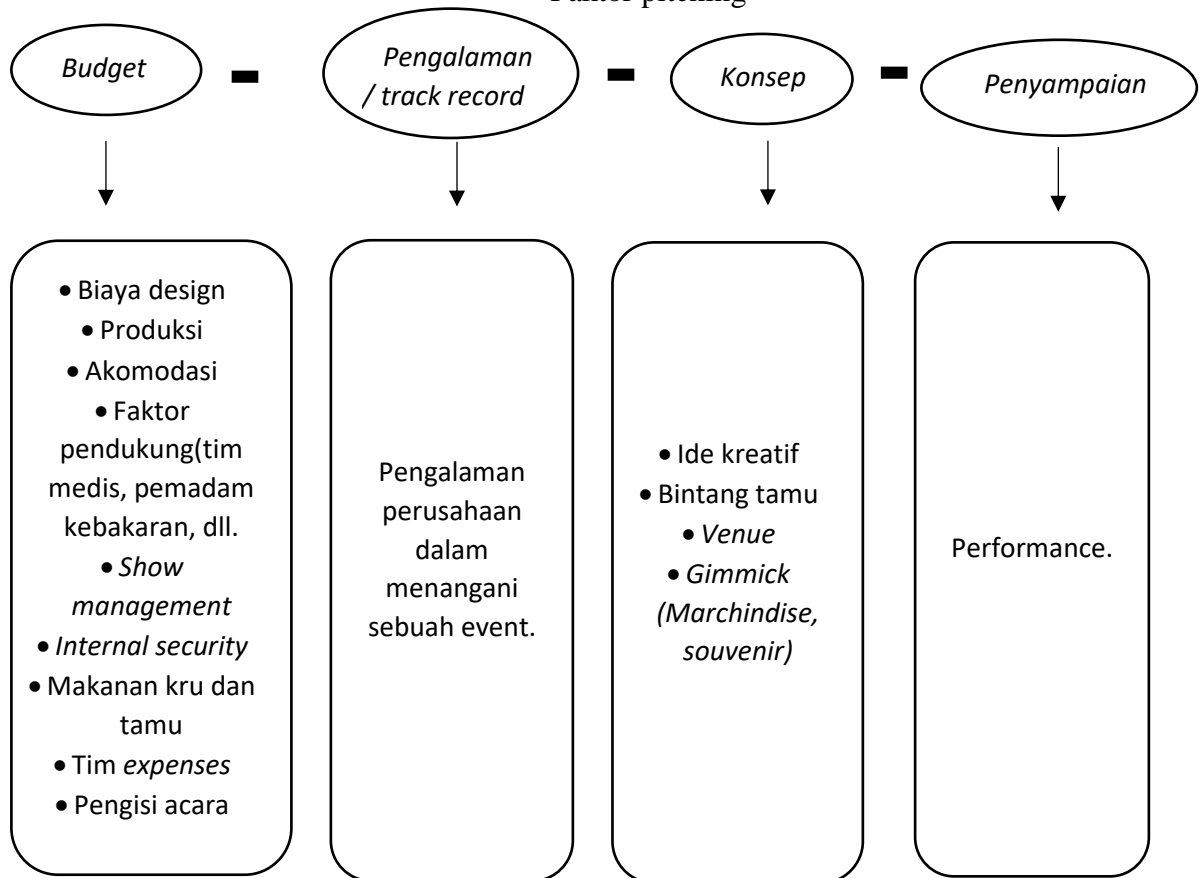 Faktor pitching
Budget
Pengalaman
/ track record
Konsep
Penyampaian
• Biaya design
• Produksi
• Akomodasi
• Faktor
pendukung(tim
medis, pemadam
kebakaran, dll.
• Show
management
• Internal security
• Makanan kru dan
tamu
• Tim expenses
• Pengisi acara
Pengalaman
perusahaan
dalam
menangani
sebuah event.
• Ide kreatif
• Bintang tamu
• Venue
• Gimmick
(Marchindise,
souvenir)
Performance.